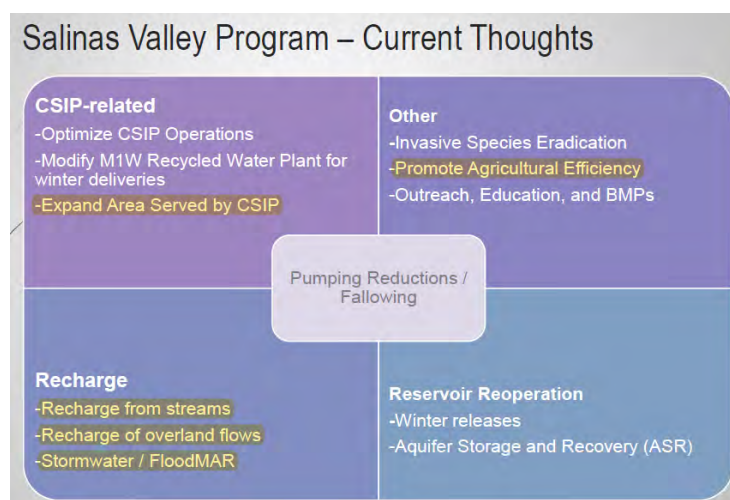 Salinas Valley Program – Current Thoughts
CSIP-related
-Optimize CSIP Operations
-Modify M1W Recycled Water Plant for
winter deliveries
-Expand Area Served by CSIP
Other
-Invasive Species Eradication
-Promote Agricultural Efficiency
-Outreach, Education, and BMPs
Pumping Reductions /
Fallowing
Recharge
-Recharge from streams
-Recharge of overland flows
-Stormwater / FloodMAR
Reservoir Reoperation
-Winter releases
-Aquifer Storage and Recovery (ASR)